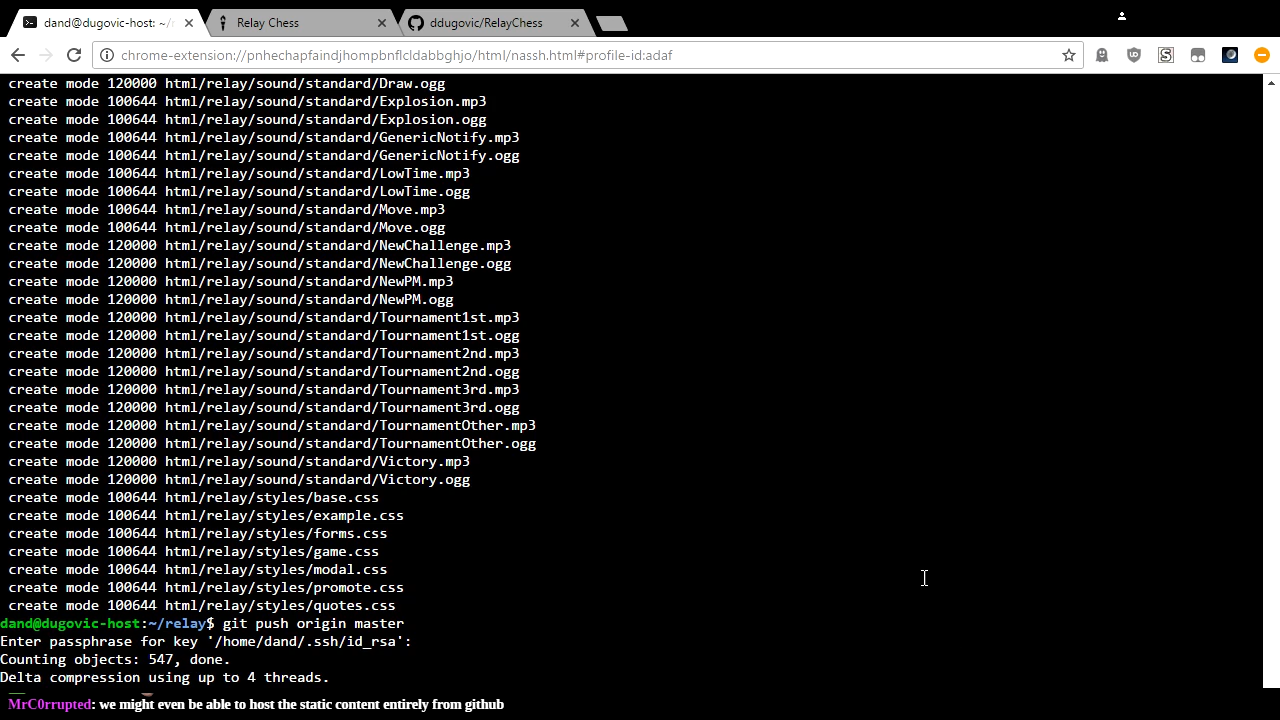 dand@dugovic-host: ~/r
Relay Chess
ddugovic/RelayChess
chrome-extension://pnhechapfaindjhompbnflcldabbghjo/html/nassh.html#profile-id:adaf
create mode 120000 html/relay/sound/standard/Draw.ogg
create mode 100644 html/relay/sound/standard/Explosion.mp3
create mode 100644 html/relay/sound/standard/Explosion.ogg
create mode 100644 html/relay/sound/standard/GenericNotify.mp3
create mode 100644 html/relay/sound/standard/GenericNotify.ogg
create mode 100644 html/relay/sound/standard/LowTime.mp3
create mode 100644 html/relay/sound/standard/LowTime.ogg
create mode 100644 html/relay/sound/standard/Move.mp3
create mode 100644 html/relay/sound/standard/Move.ogg
create mode 120000 html/relay/sound/standard/NewChallenge.mp3
create mode 120000 html/relay/sound/standard/NewChallenge.ogg
create mode 120000 html/relay/sound/standard/NewPM.mp3
create mode 120000 html/relay/sound/standard/NewPM.ogg
create mode 120000 html/relay/sound/standard/Tournament1st.mp3
create mode 120000 html/relay/sound/standard/Tournament1st.ogg
create mode 120000 html/relay/sound/standard/Tournament2nd.mp3
create mode 120000 html/relay/sound/standard/Tournament2nd.ogg
create mode 120000 html/relay/sound/standard/Tournament3rd.mp3
create mode 120000 html/relay/sound/standard/Tournament3rd.ogg
create mode 120000 html/relay/sound/standard/TournamentOther.mp3
create mode 120000 html/relay/sound/standard/TournamentOther.ogg
create mode 120000 html/relay/sound/standard/Victory.mp3
create mode 120000 html/relay/sound/standard/Victory.ogg
create mode 100644 html/relay/styles/base.css
create mode 100644 html/relay/styles/example.css
create mode 100644 html/relay/styles/forms.css
create mode 100644 html/relay/styles/game.css
create mode 100644 html/relay/styles/modal.css
create mode 100644 html/relay/styles/promote.css
create mode 100644 html/relay/styles/quotes.css
dand@dugovic-host:~/relay$ git push origin master
Enter passphrase for key '/home/dand/.ssh/id_rsa':
Counting objects: 547, done.
Delta compression using up to 4 threads.
MrC0rrupted: we might even be able to host the static content entirely from github